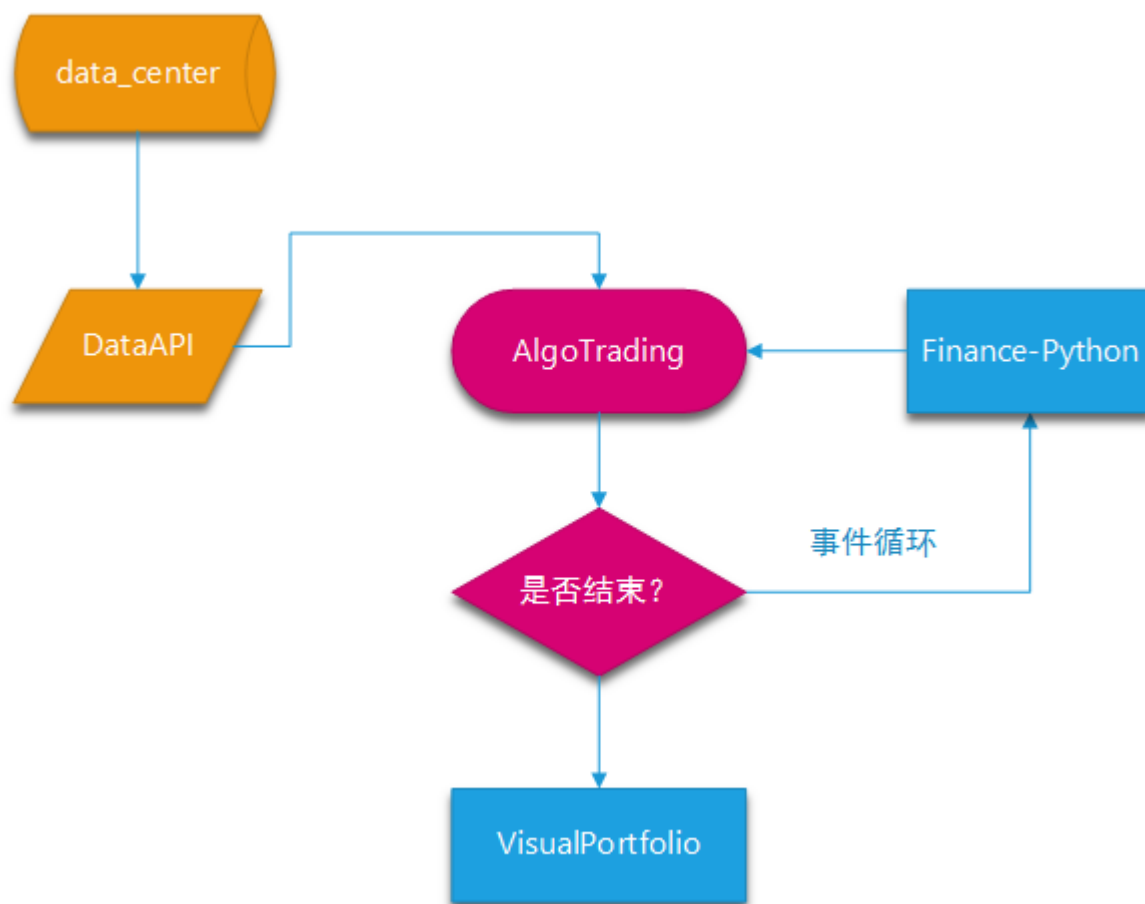 data_center
DataAPI
AlgoTrading
Finance-Python
事件循环
是否结束？
VisualPortfolio